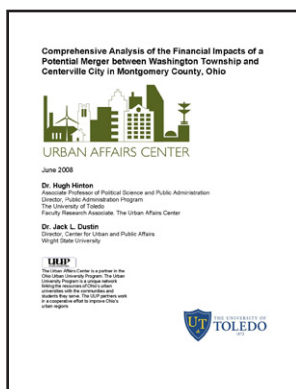 Comprehensive Analysis of the Financial Impacts of a
Potential Merger between Washington Township and
Centerville City in Montgomery County, Ohio
URBAN AFFAIRS CENTER
June 2008
Dr. Hugh Hinton
Associate Professor of Political Science and Public Administration
Director, Public Administration Program
The University of Toledo
Faculty Research Associate, The Urban Affairs Center
Dr. Jack L. Dustin
Director, Center for Urban and Public Affairs
Wright State University
UUP
The Urban Affairs Center is a partner in the
Ohio Urban University Program. The Urban
University Program is a unique network
linking the resources of Ohio's urban
universities with the communities and
students they serve. The UUP partners work
in a cooperative effort to improve Ohio's
urban regions
UT
THE UNIVERSITY OF
TOLEDO
1872